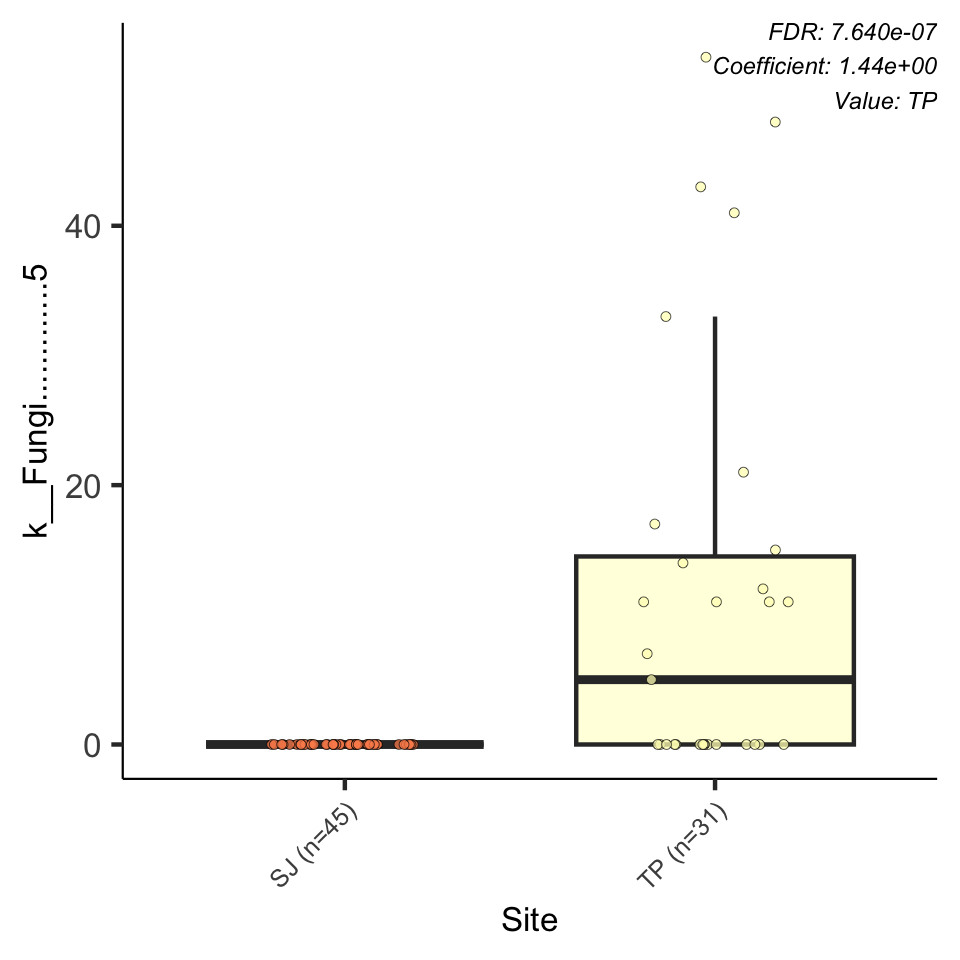 FDR: 7.640e-07
Coefficient: 1.44e+00
Value: TP
k__Fungi.............5
40
20
0
SJ (n=45)
TP (n=31)
Site